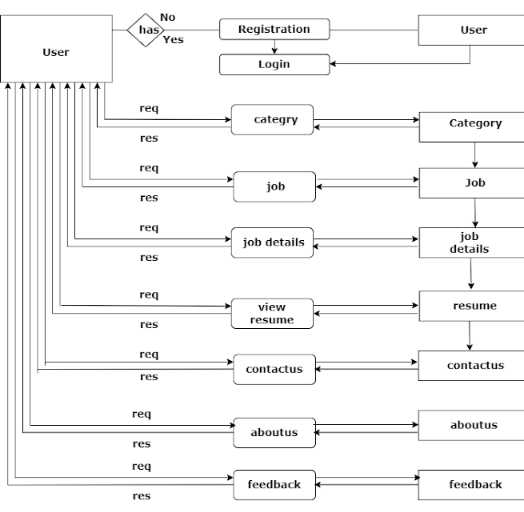 No
User
has
Yes
Registration
User
Login
req
categry
Category
res
req
job
Job
res
req
job details
job
details
res
req
view
resume
resume
res
req
contactus
contactus
res
req
aboutus
aboutus
res
req
feedback
feedback
res